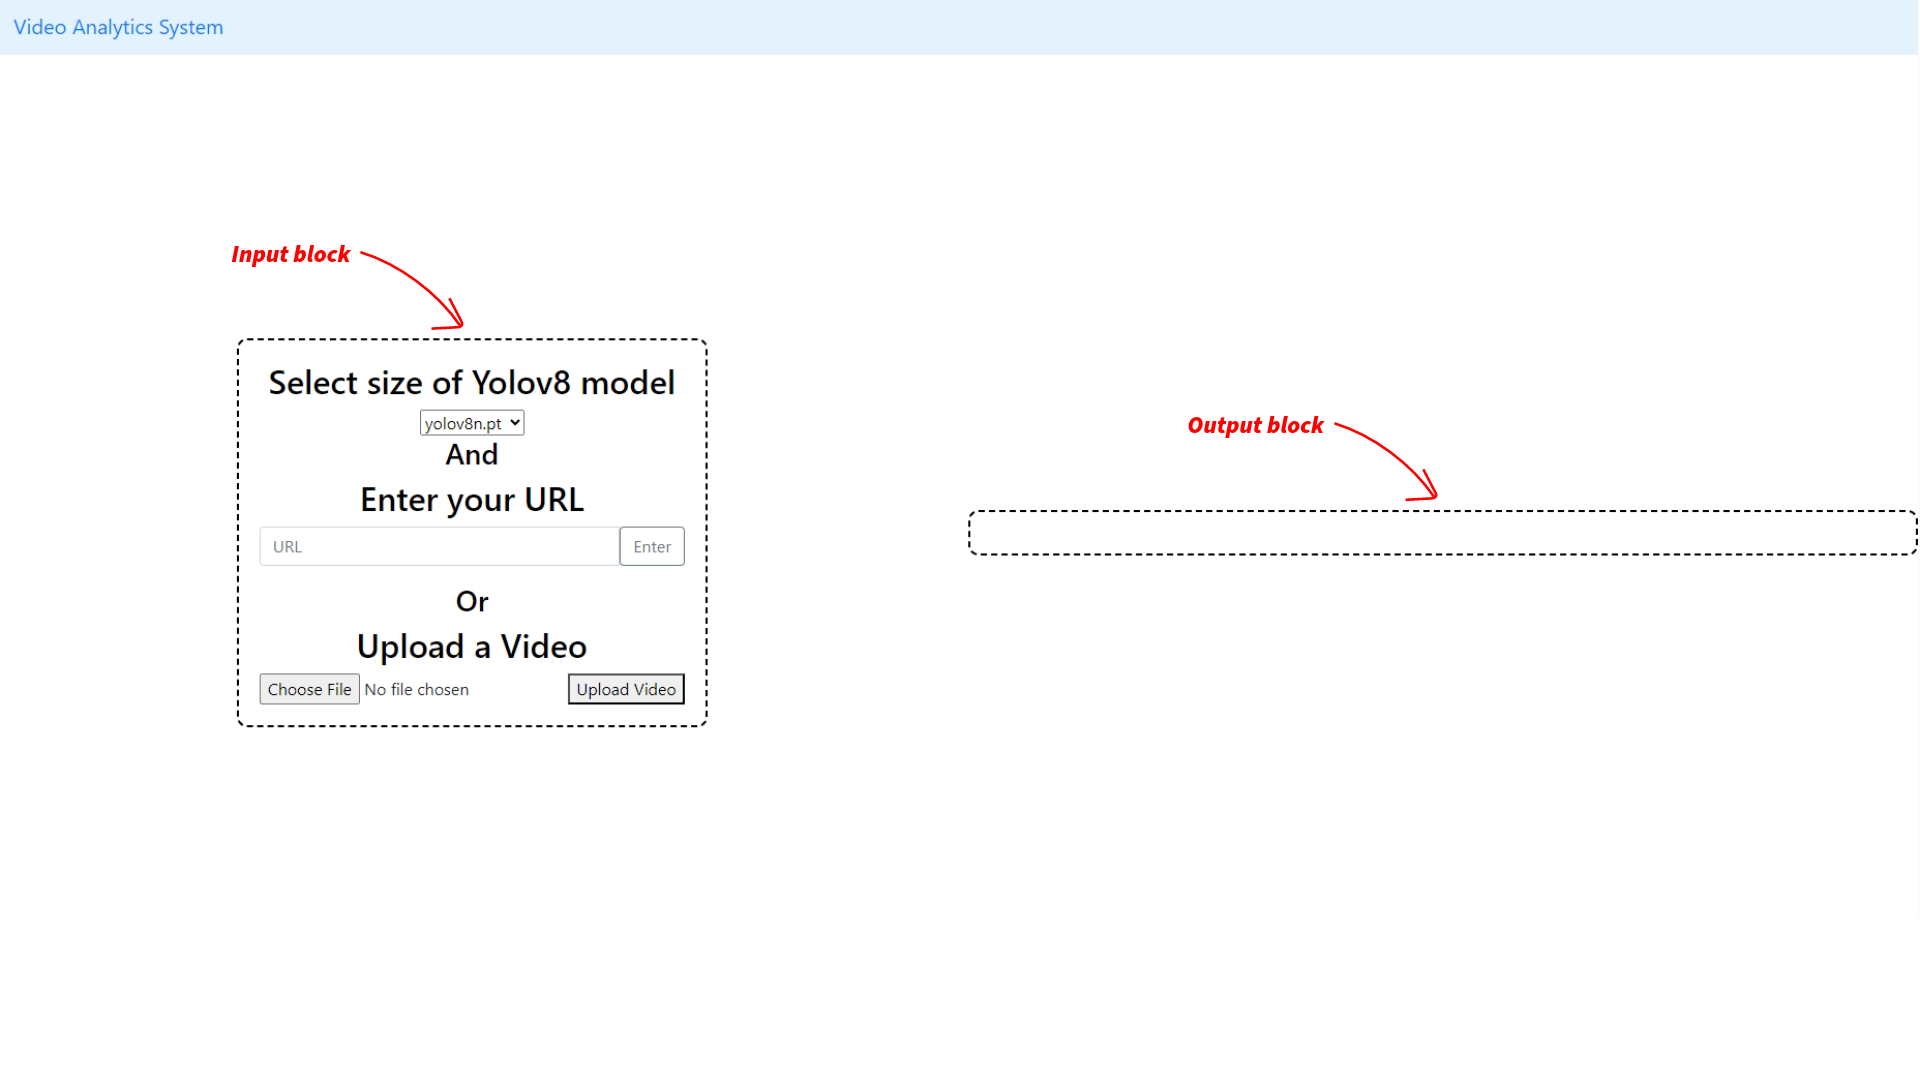 Video Analytics System
Input block
Select size of Yolov8 model
yolov8n.pt
And
Enter your URL
URL
Enter
Or
Upload a Video
Choose File No file chosen
Upload Video
Output block